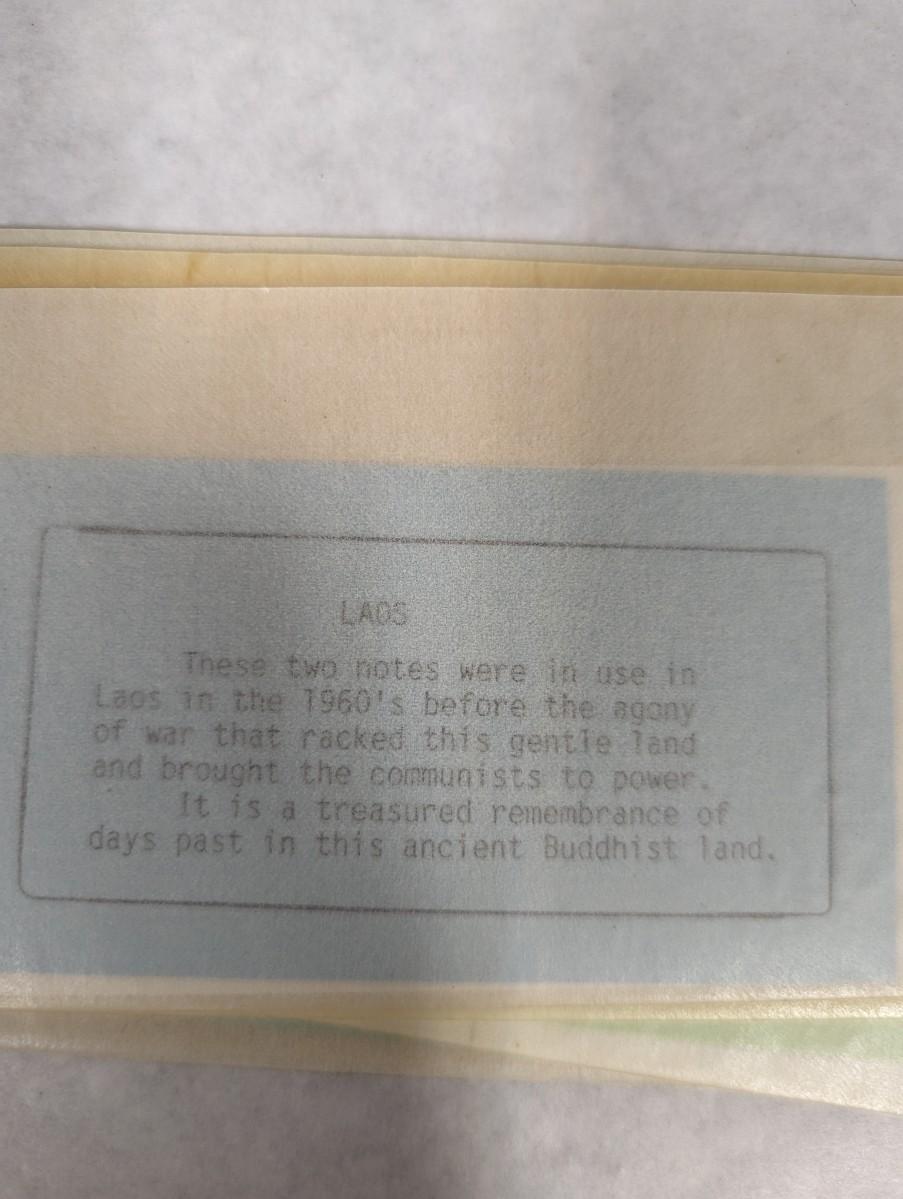 LAOS
These two notes were in use in
Laos in the 1960's before the agony
of war that racked this gentle land
and brought the communists to power.
It is a treasured remembrance of
days past in this ancient Buddhist land.